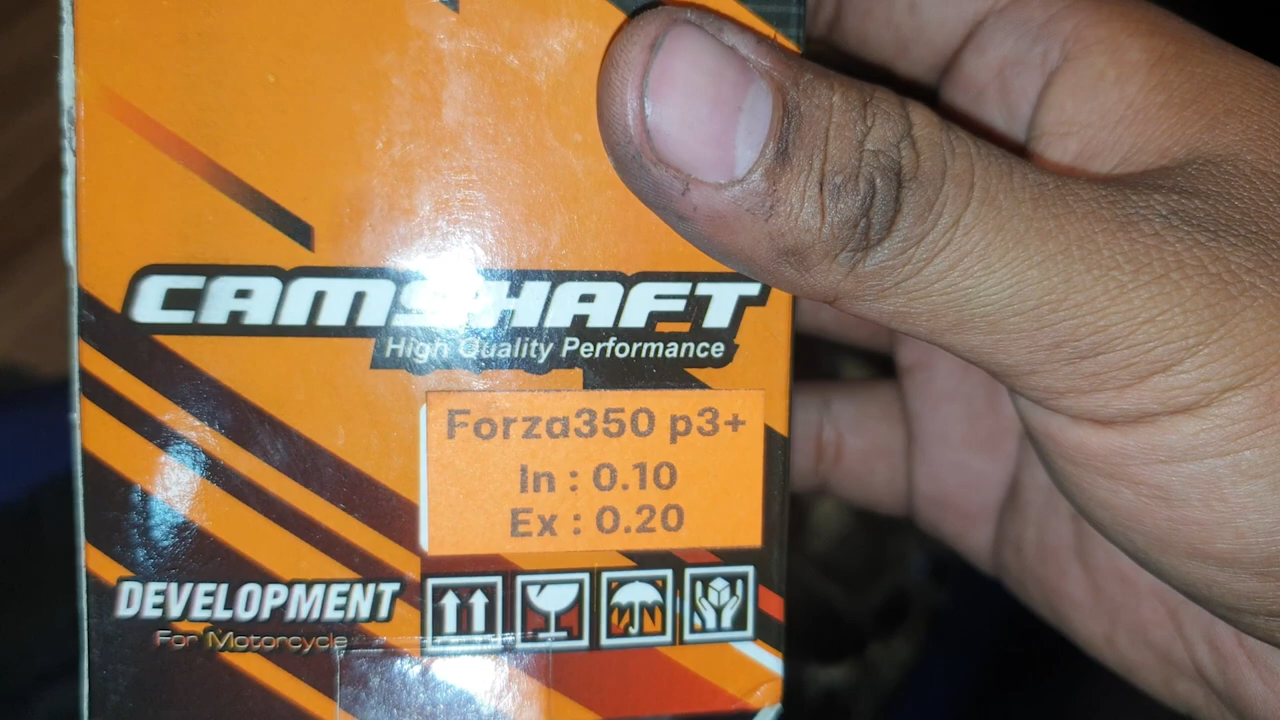 CAMSHAFT
High Quality Performance
Forza350 p3+
In : 0.10
Ex : 0.20
DEVELOPMENT
For Motorcycle